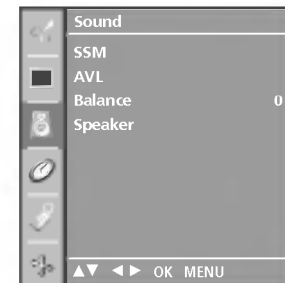 Sound
SSM
AVL
Balance 0
Speaker
▲▼ ◄ ► OK MENU